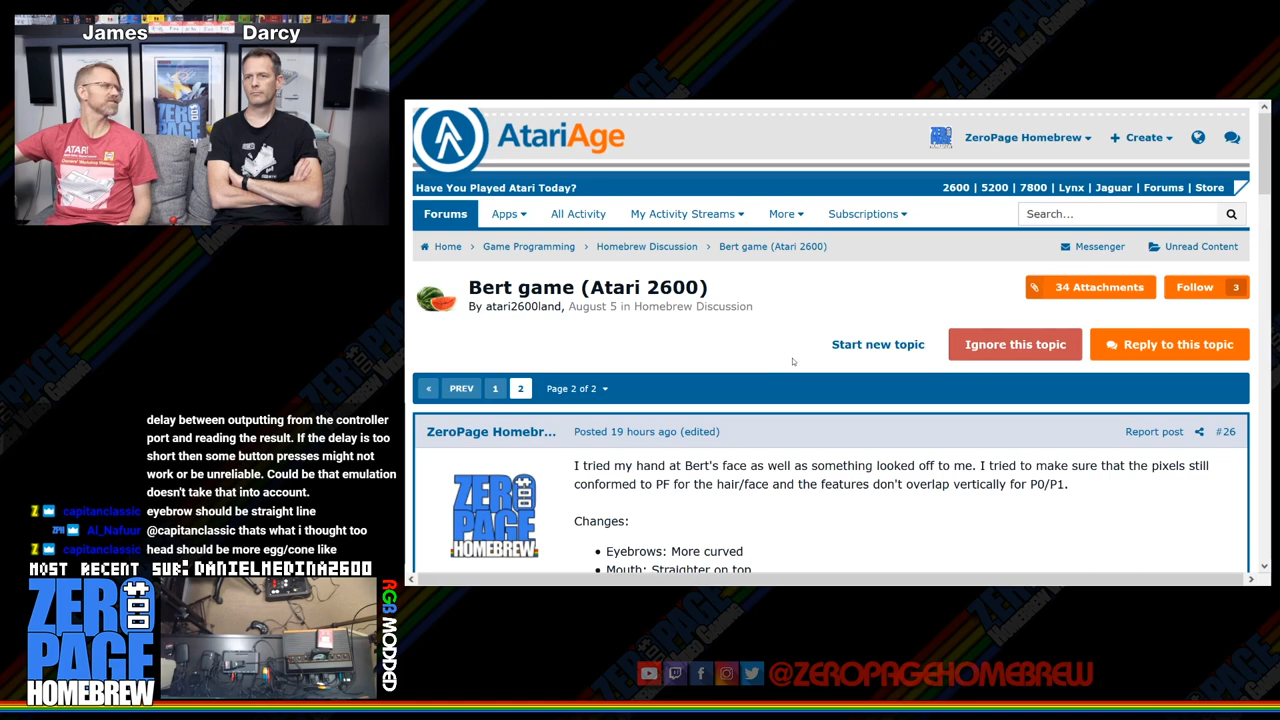 James
Darcy
ZERO
PAGE
ATARI
AtariAge
ZeroPage Homebrew
+ Create
Have You Played Atari Today?
2600 | 5200 | 7800 | Lynx | Jaguar | Forums | Store
Forums
Apps
All Activity
My Activity Streams
More
Subscriptions
Search...
Home > Game Programming > Homebrew Discussion > Bert game (Atari 2600)
Messenger
Unread Content
Bert game (Atari 2600)
By atari2600land, August 5 in Homebrew Discussion
34 Attachments
Follow 3
Start new topic
Ignore this topic
Reply to this topic
« PREV 1 2 Page 2 of 2
ZeroPage Homebr...
Posted 19 hours ago (edited)
Report post
#26
I tried my hand at Bert's face as well as something looked off to me. I tried to make sure that the pixels still
conformed to PF for the hair/face and the features don't overlap vertically for P0/P1.
Changes:
• Eyebrows: More curved
• Mouth: Straighter on top
ZERO
PAGE
HOMEBREW
delay between outputting from the controller
port and reading the result. If the delay is too
short then some button presses might not
work or be unreliable. Could be that emulation
doesn't take that into account.
Z capitanclassic eyebrow should be straight line
ZPH Al_Nafuur @capitanclassic thats what i thought too
Z capitanclassic head should be more egg/cone like
MOST RECENT SUB: DANIELMEDINA2600
ZERO
PAGE
HOMEBREW
RGB MODDED
@ZEROPAGEHOMEBREW